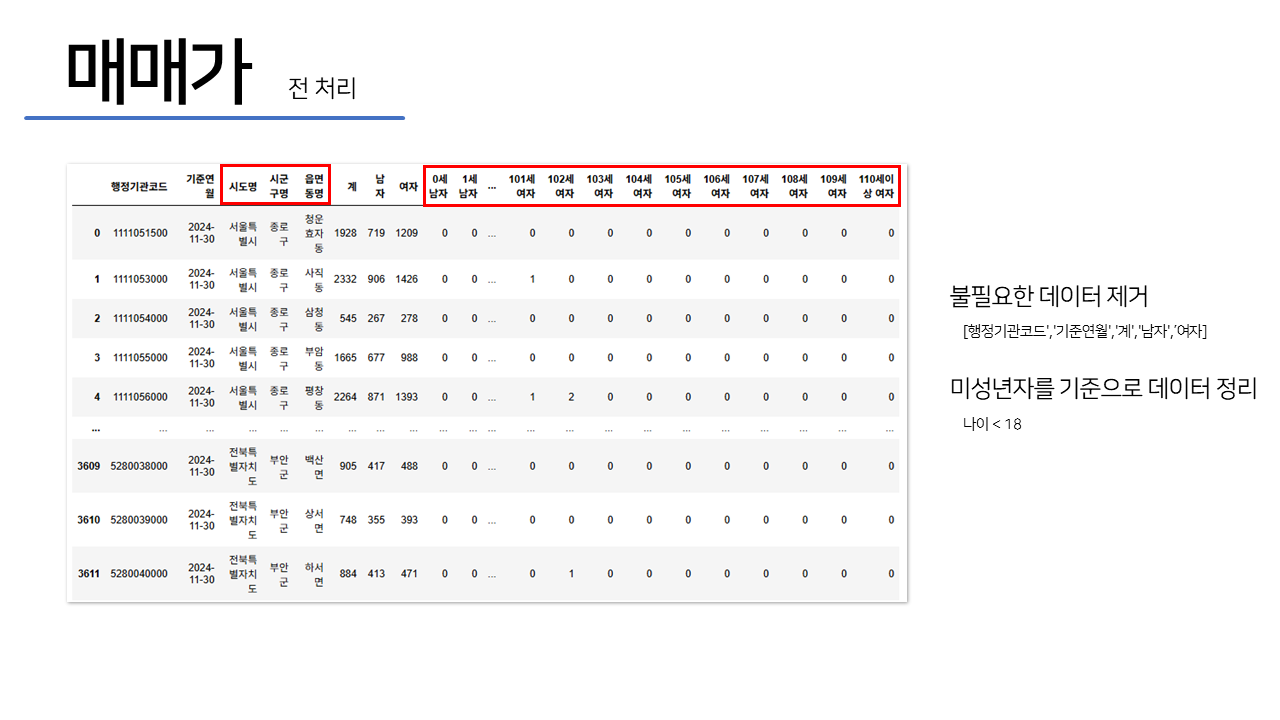 매매가 전 처리
행정기관코드 기준연월 시도명 시군구명 읍면동명 계 남자 여자 0세 남자 1세 남자 ... 101세 여자 102세 여자 103세 여자 104세 여자 105세 여자 106세 여자 107세 여자 108세 여자 109세 여자 110세이상 여자
0 1111051500 2024-11-30 서울특별시 종로구 청운효자동 1928 719 1209 0 0 ... 0 0 0 0 0 0 0 0 0 0
1 1111053000 2024-11-30 서울특별시 종로구 사직동 2332 906 1426 0 0 ... 1 0 0 0 0 0 0 0 0 0
2 1111054000 2024-11-30 서울특별시 종로구 삼청동 545 267 278 0 0 ... 0 0 0 0 0 0 0 0 0 0
3 1111055000 2024-11-30 서울특별시 종로구 부암동 1665 677 988 0 0 ... 0 0 0 0 0 0 0 0 0 0
4 1111056000 2024-11-30 서울특별시 종로구 평창동 2264 871 1393 0 0 ... 1 2 0 0 0 0 0 0 0 0
... ... ... ... ... ... ... ... ... ... ... ... ... ... ... ... ... ... ... ... ... ...
3609 5280038000 2024-11-30 전북특별자치도 부안군 백산면 905 417 488 0 0 ... 0 0 0 0 0 0 0 0 0 0
3610 5280039000 2024-11-30 전북특별자치도 부안군 상서면 748 355 393 0 0 ... 0 0 0 0 0 0 0 0 0 0
3611 5280040000 2024-11-30 전북특별자치도 부안군 하서면 884 413 471 0 0 ... 0 1 0 0 0 0 0 0 0 0
불필요한 데이터 제거
[행정기관코드','기준연월','계','남자','여자]
미성년자를 기준으로 데이터 정리
나이 < 18